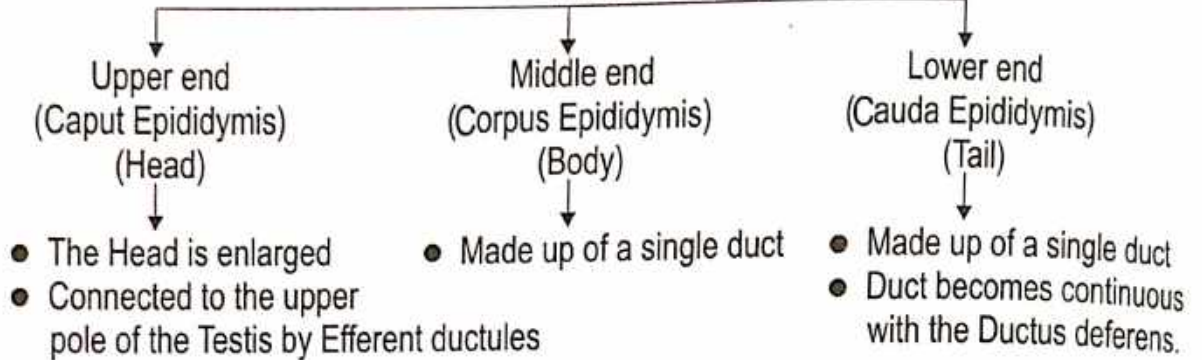 Upper end
(Caput Epididymis)
(Head)
● The Head is enlarged
● Connected to the upper
pole of the Testis by Efferent ductules
Middle end
(Corpus Epididymis)
(Body)
● Made up of a single duct
Lower end
(Cauda Epididymis)
(Tail)
● Made up of a single duct
● Duct becomes continuous
with the Ductus deferens.